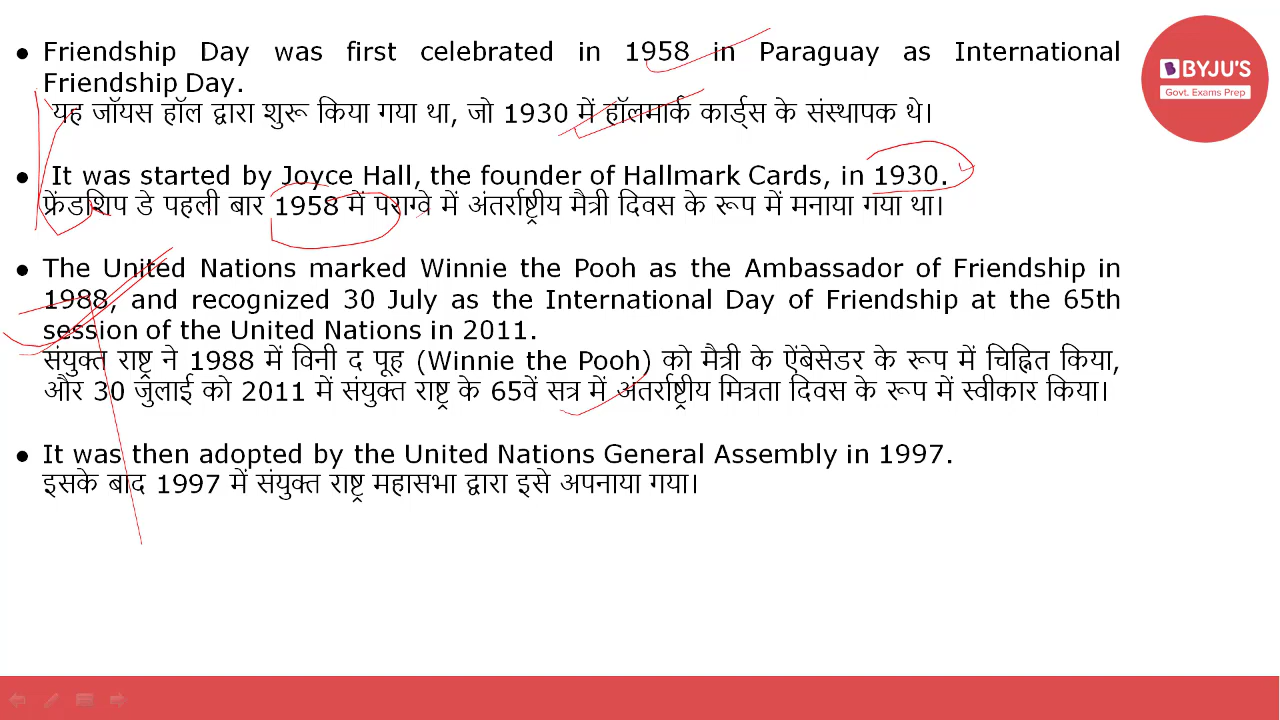 ● Friendship Day was first celebrated in 1958 in Paraguay as International
Friendship Day.
यह जॉयस हॉल द्वारा शुरू किया गया था, जो 1930 में हॉलमार्क कार्ड्स के संस्थापक थे।
● It was started by Joyce Hall, the founder of Hallmark Cards, in 1930.
फ्रेंडशिप डे पहली बार 1958 में पराग्वे में अंतर्राष्ट्रीय मैत्री दिवस के रूप में मनाया गया था।
● The United Nations marked Winnie the Pooh as the Ambassador of Friendship in
1988, and recognized 30 July as the International Day of Friendship at the 65th
session of the United Nations in 2011.
संयुक्त राष्ट्र ने 1988 में विनी द पूह (Winnie the Pooh) को मैत्री के ऐंबेसेडर के रूप में चिह्नित किया,
और 30 जुलाई को 2011 में संयुक्त राष्ट्र के 65वें सत्र में अंतर्राष्ट्रीय मित्रता दिवस के रूप में स्वीकार किया।
● It was then adopted by the United Nations General Assembly in 1997.
इसके बाद 1997 में संयुक्त राष्ट्र महासभा द्वारा इसे अपनाया गया।
BYJU'S
Govt. Exams Prep